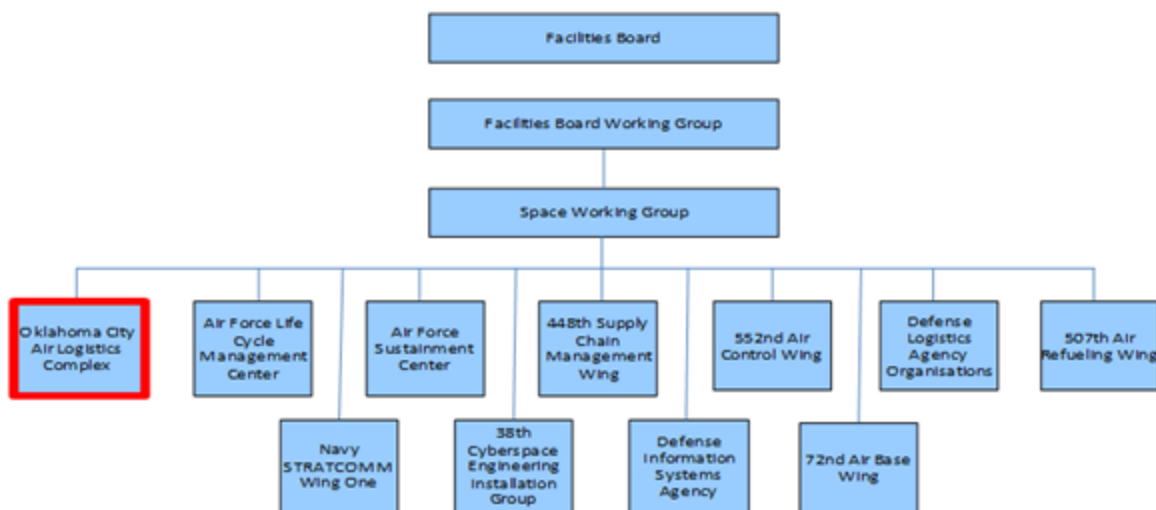 Facilities Board
Facilities Board Working Group
Space Working Group
Oklahoma City
Air Logistics
Complex
Air Force Life
Cycle
Management
Center
Air Force
Sustainment
Center
448th Supply
Chain
Management
Wing
552nd Air
Control Wing
Defense
Logistics
Agency
Organisations
507th Air
Refueling Wing
Navy
STRATCOMM
Wing One
38th
Cyberspace
Engineering
Installation
Group
Defense
Information
Systems
Agency
72nd Air Base
Wing